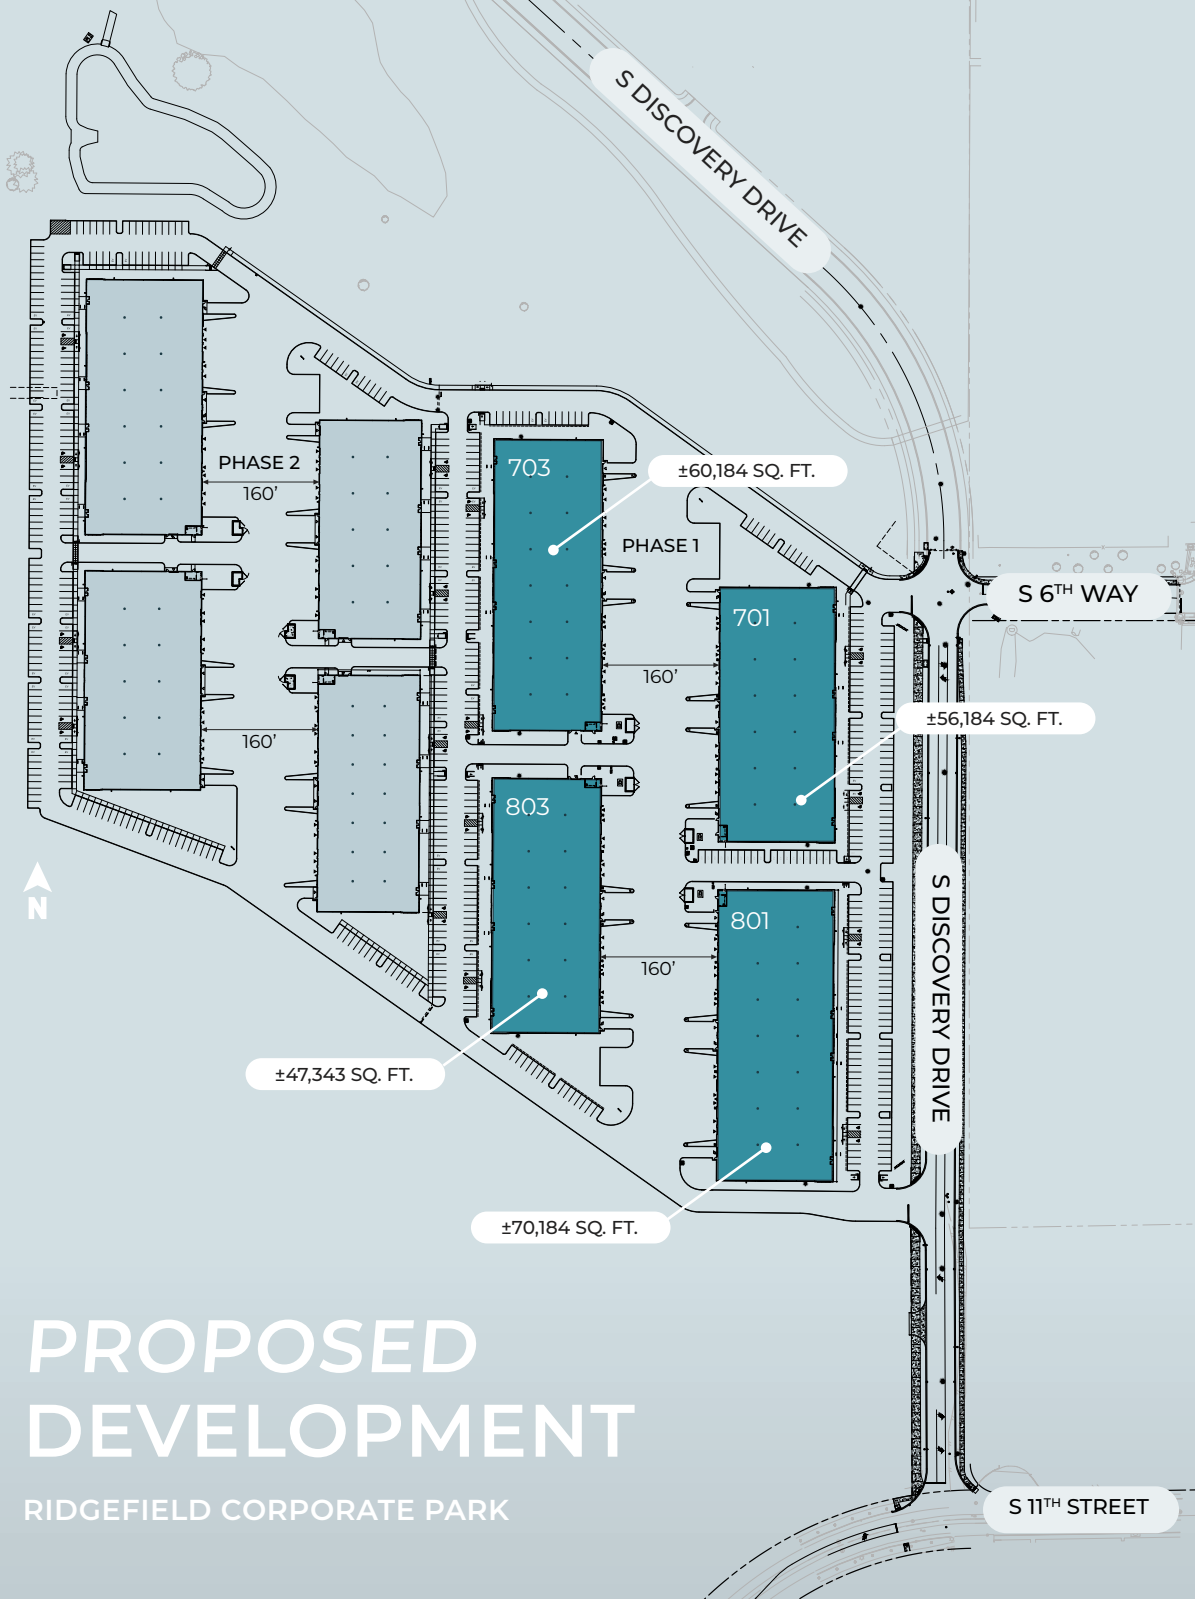 S DISCOVERY DRIVE
703
±60,184 SQ. FT.
PHASE 2
160’
PHASE 1
S 6TH WAY
701
160’
±56,184 SQ. FT.
160’
803
N
801
S DISCOVERY DRIVE
160’
±47,343 SQ. FT.
±70,184 SQ. FT.
PROPOSED
DEVELOPMENT
RIDGEFIELD CORPORATE PARK
S 11TH STREET